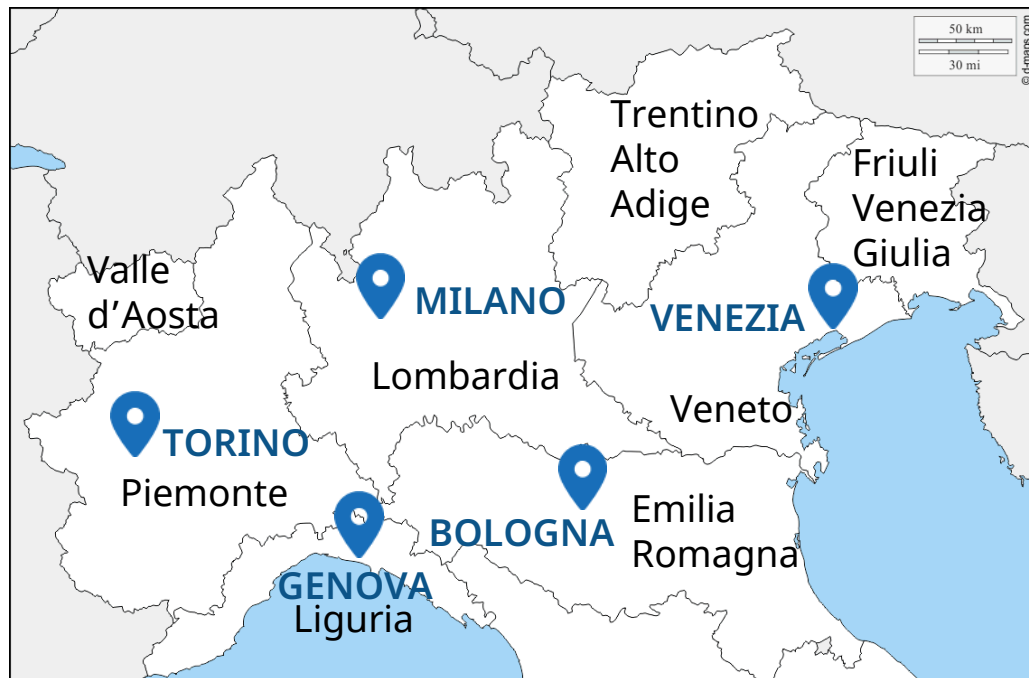 50 km
30 mi
© d-maps.com
Trentino
Alto
Adige
Friuli
Venezia
Giulia
Valle
d’Aosta
MILANO
VENEZIA
Lombardia
Veneto
TORINO
Piemonte
Emilia
Romagna
BOLOGNA
GENOVA
Liguria